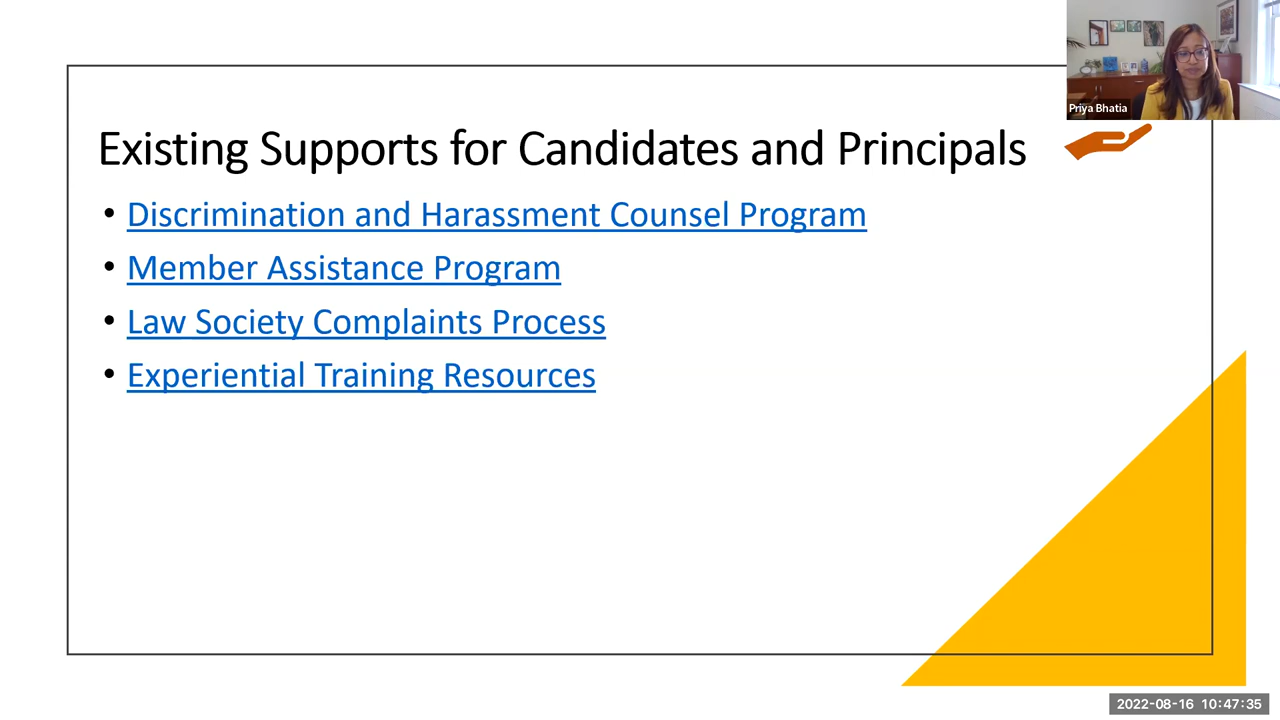 Priya Bhatia
Existing Supports for Candidates and Principals
• Discrimination and Harassment Counsel Program
• Member Assistance Program
• Law Society Complaints Process
• Experiential Training Resources
2022-08-16 10:47:35